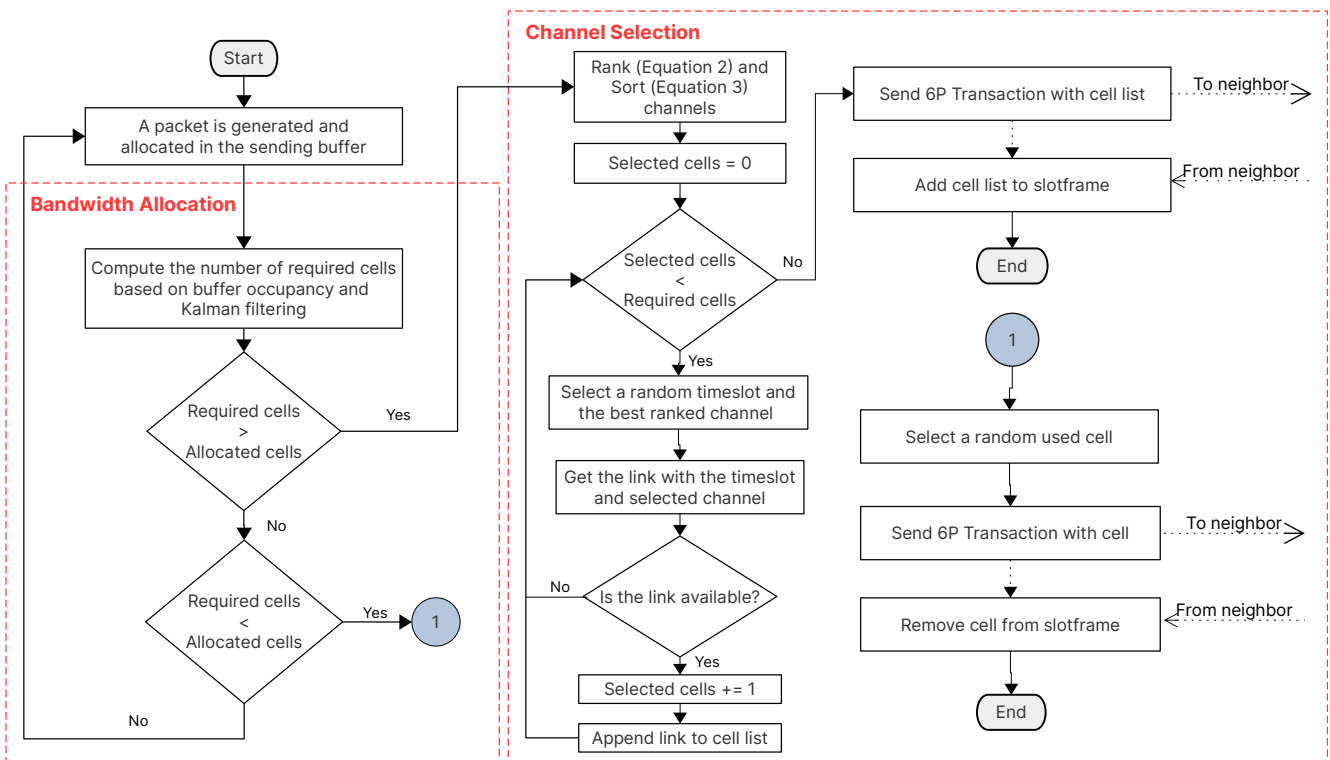 Start
A packet is generated and
allocated in the sending buffer
Bandwidth Allocation
Compute the number of required cells
based on buffer occupancy and
Kalman filtering
Required cells
>
Allocated cells
Yes
No
Required cells
<
Allocated cells
Yes
1
No
Channel Selection
Rank (Equation 2) and
Sort (Equation 3)
channels
Selected cells = 0
Selected cells
<
Required cells
No
Yes
Select a random timeslot and
the best ranked channel
Get the link with the timeslot
and selected channel
Is the link available?
No
Yes
Selected cells += 1
Append link to cell list
Send 6P Transaction with cell list
To neighbor
Add cell list to slotframe
From neighbor
End
1
Select a random used cell
Send 6P Transaction with cell
To neighbor
Remove cell from slotframe
From neighbor
End